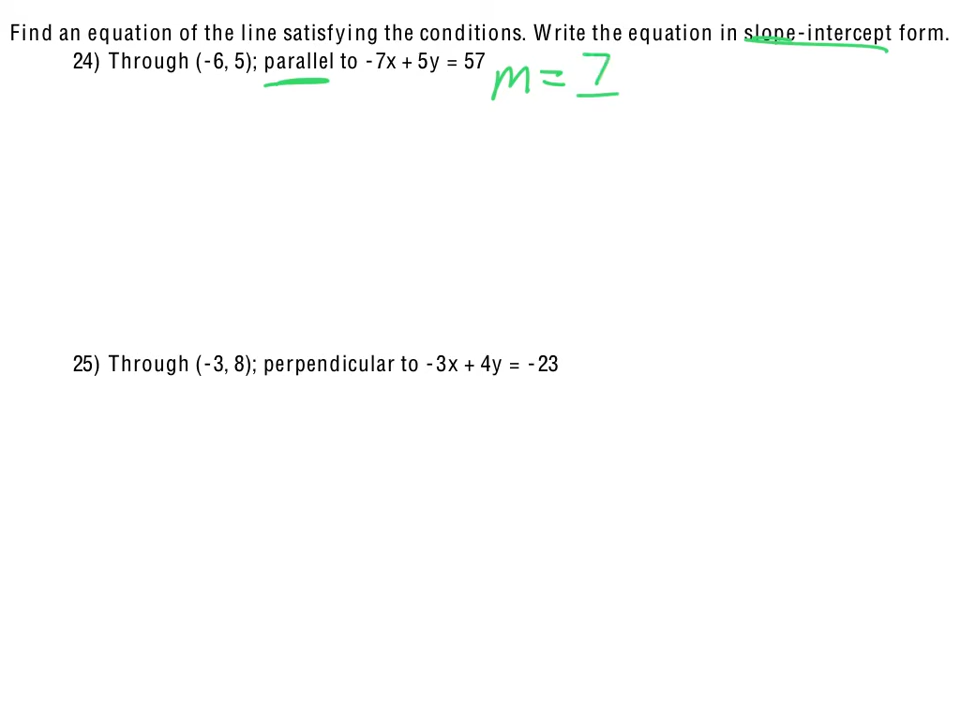 Find an equation of the line satisfying the conditions. Write the equation in slope-intercept form.
24) Through (-6, 5); parallel to -7x + 5y = 57
m = 7
25) Through (-3, 8); perpendicular to -3x + 4y = -23